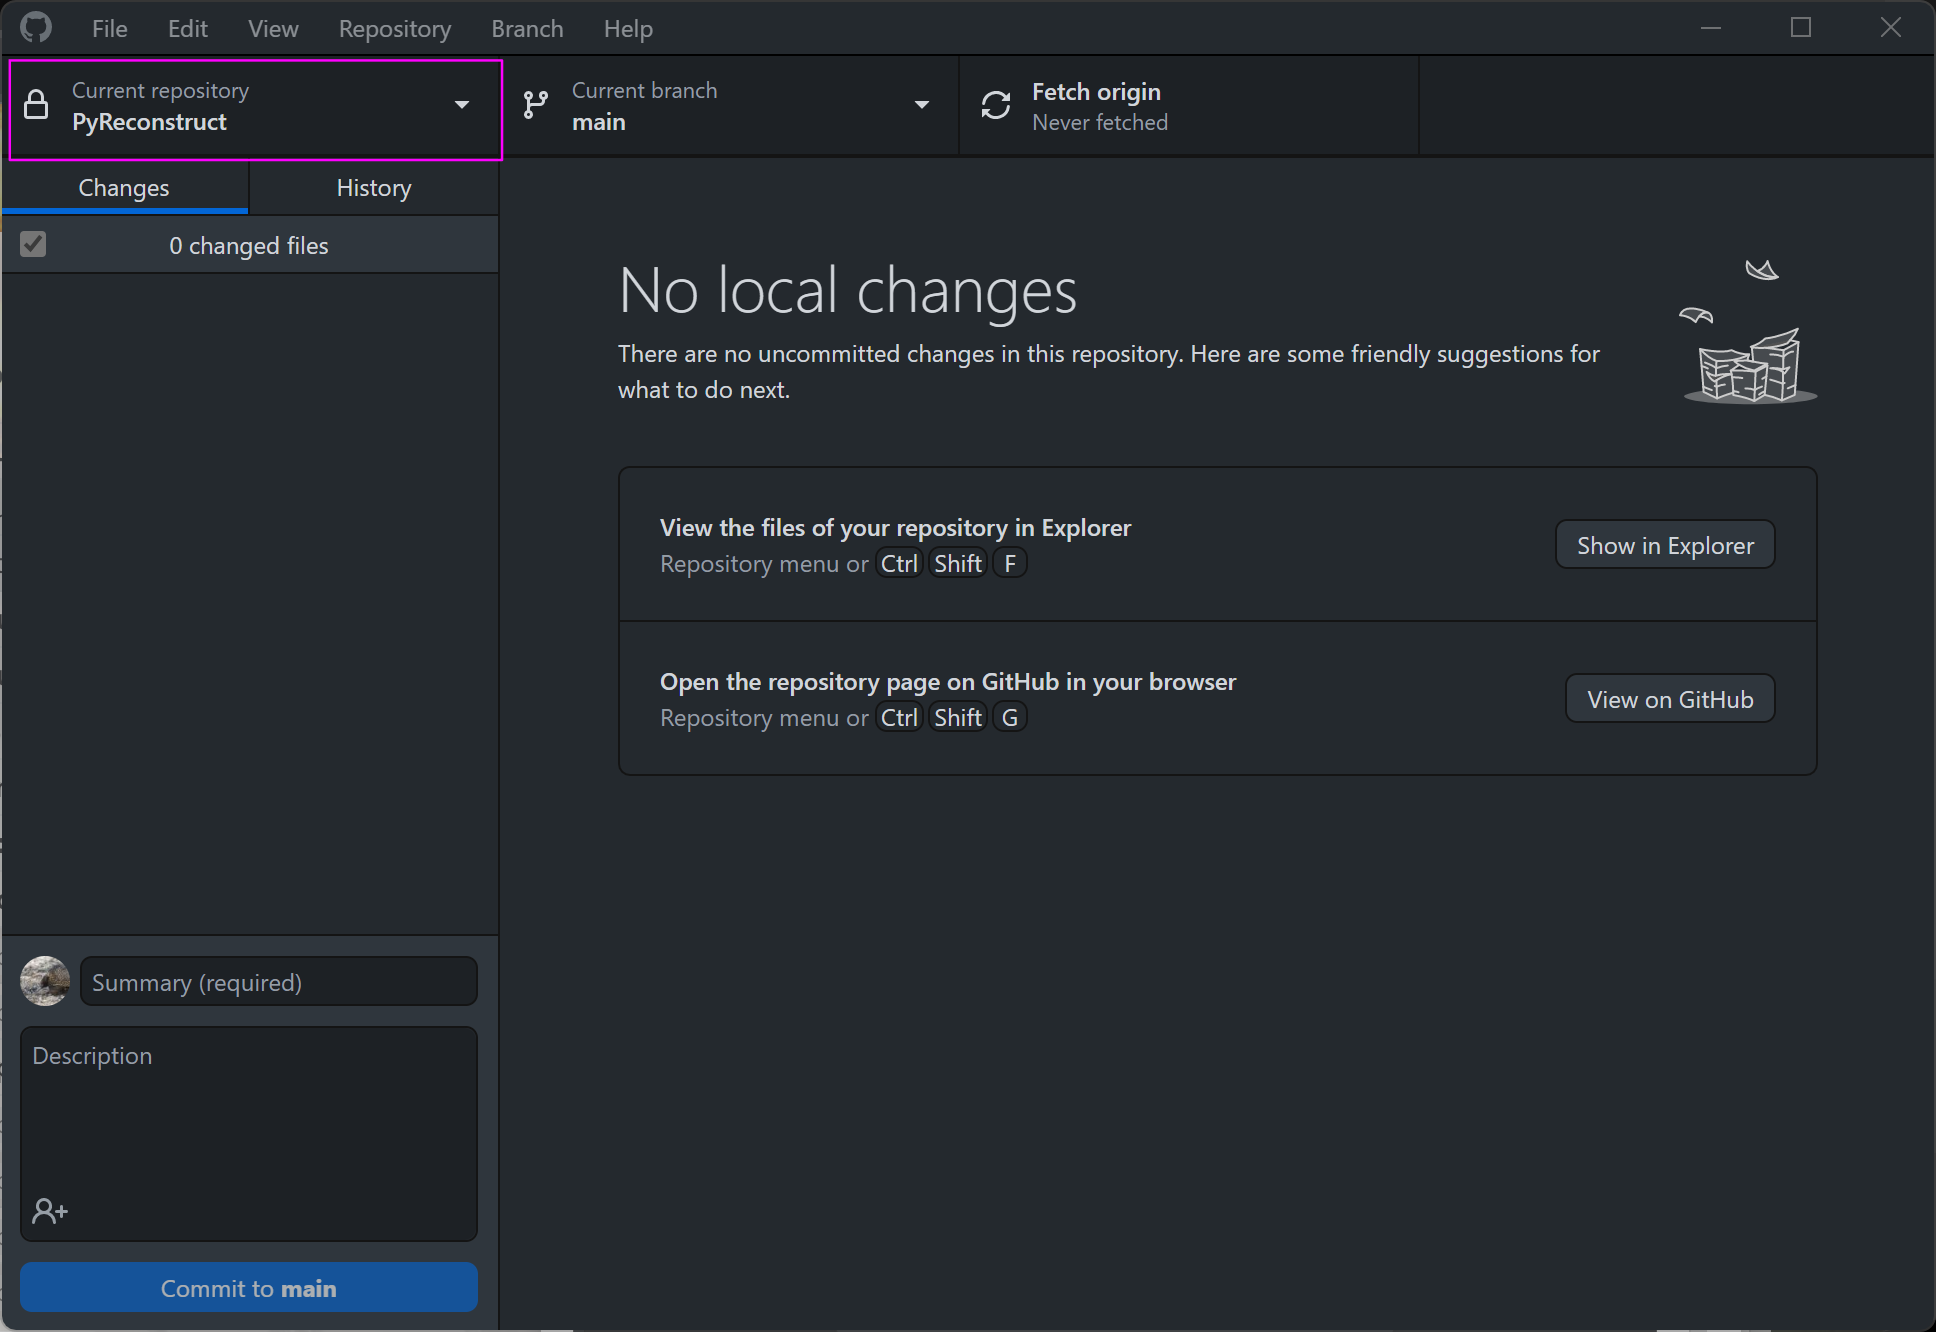 File Edit View Repository Branch Help
Current repository
PyReconstruct
Current branch
main
Fetch origin
Never fetched
Changes History
0 changed files
No local changes
There are no uncommitted changes in this repository. Here are some friendly suggestions for
what to do next.
View the files of your repository in Explorer
Repository menu or Ctrl Shift F
Show in Explorer
Open the repository page on GitHub in your browser
Repository menu or Ctrl Shift G
View on GitHub
Summary (required)
Description
Commit to main